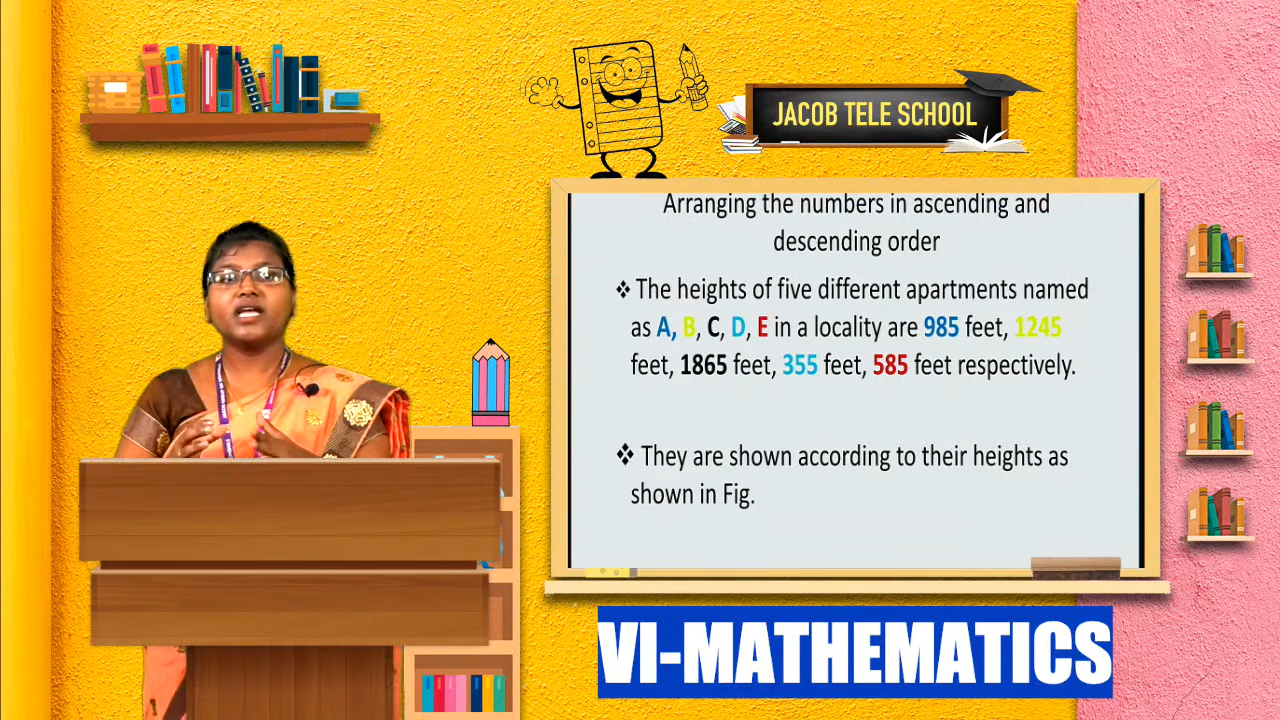 JACOB TELE SCHOOL
Arranging the numbers in ascending and
descending order
❖ The heights of five different apartments named
as A, B, C, D, E in a locality are 985 feet, 1245
feet, 1865 feet, 355 feet, 585 feet respectively.
❖ They are shown according to their heights as
shown in Fig.
VI-MATHEMATICS